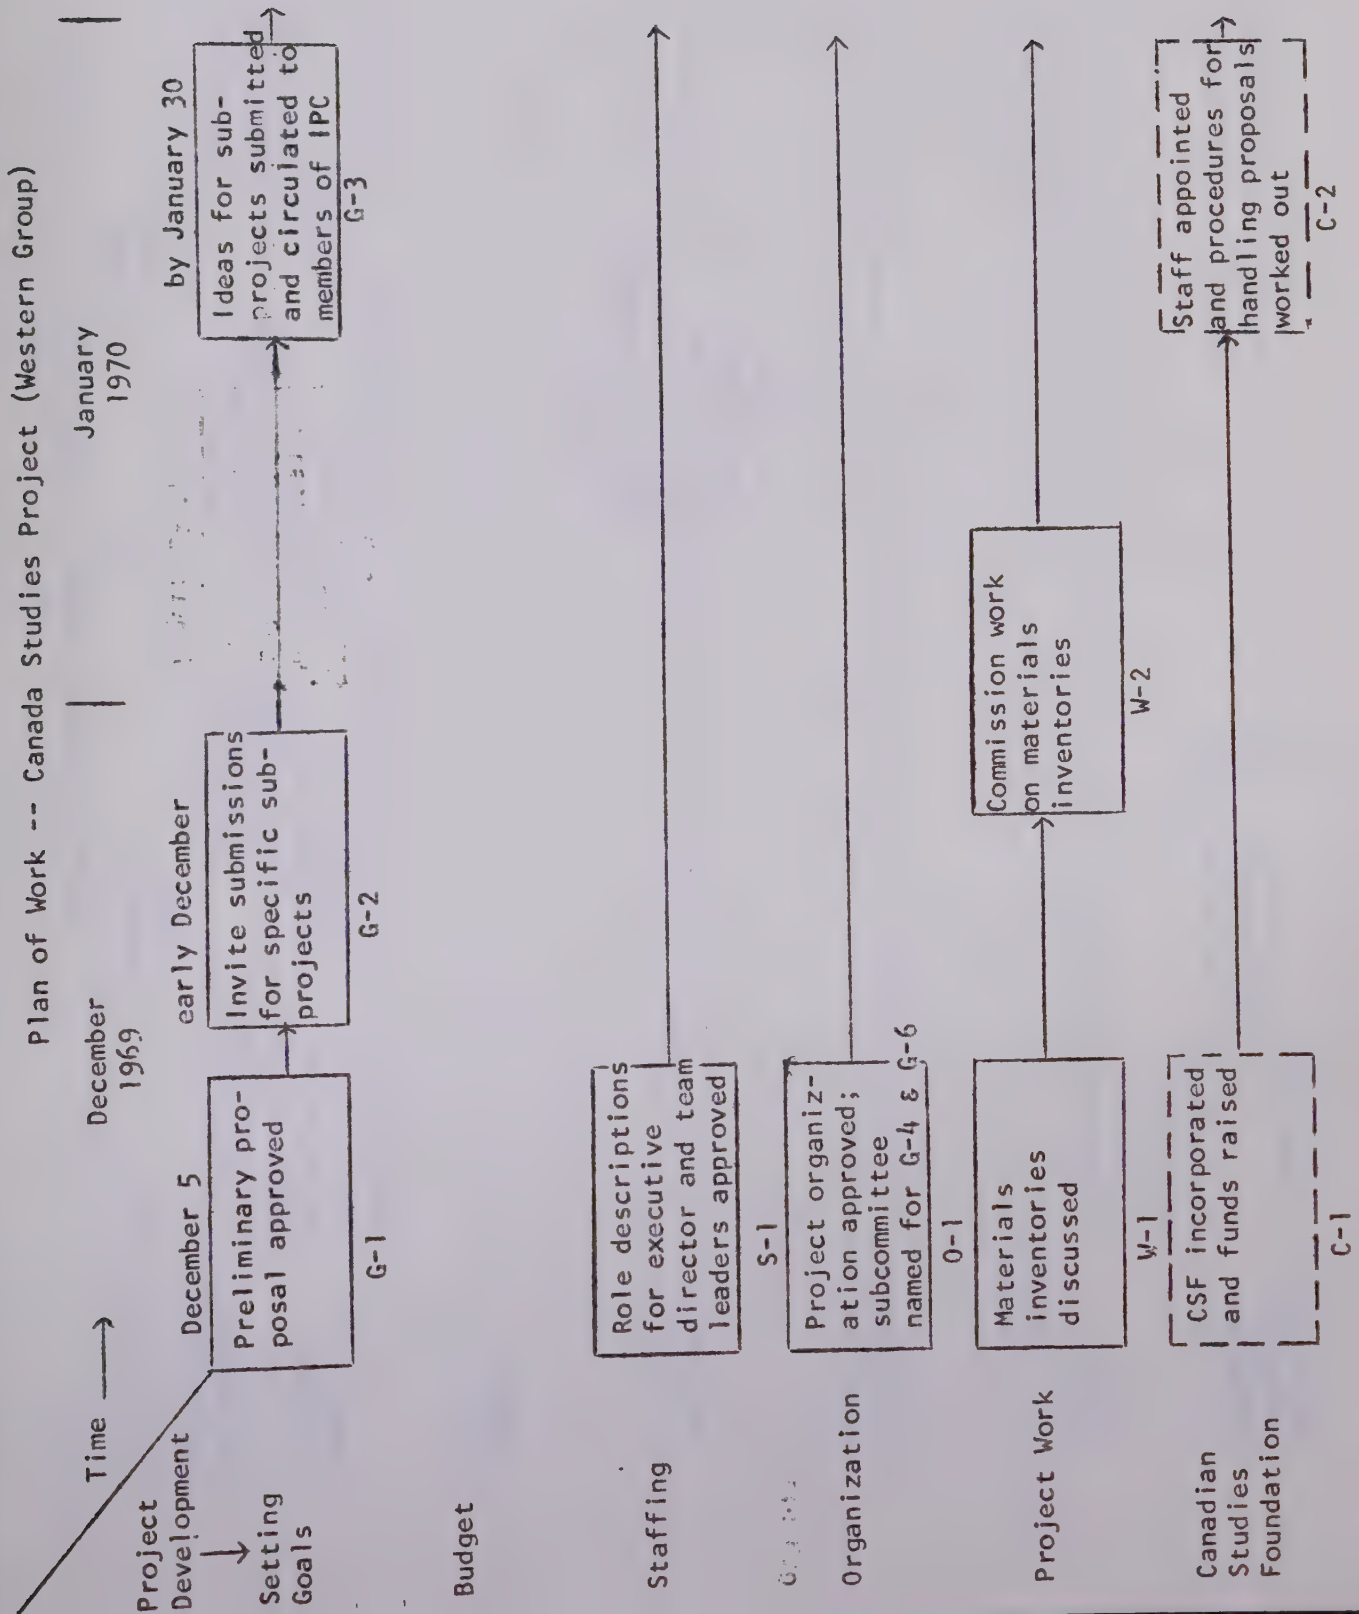 Plan of Work -- Canada Studies Project (Western Group)
Time
December
1969
January
1970
Project
Development
Setting
Goals
December 5
Preliminary pro-
posal approved
G-1
early December
Invite submissions
for specific sub-
projects
G-2
by January 30
Ideas for sub-
projects submitted
and circulated to
members of IPC
G-3
Budget
Staffing
Role descriptions
for executive
director and team
leaders approved
S-1
Organization
Project organiz-
ation approved;
subcommittee
named for G-4 & G-6
O-1
Project Work
Materials
inventories
discussed
W-1
Commission work
on materials
inventories
W-2
Canadian
Studies
Foundation
CSF incorporated
and funds raised
C-1
Staff appointed
and procedures for
handling proposals
worked out
C-2